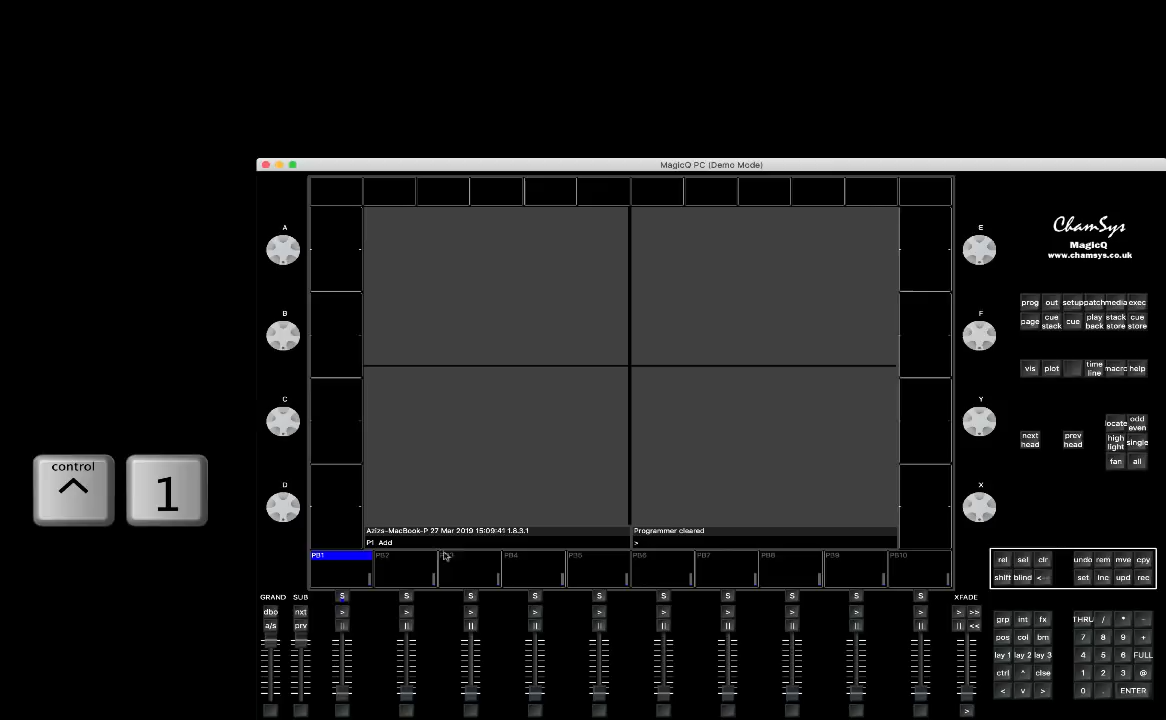 MagicQ PC (Demo Mode)
A
B
C
D
E
F
Y
X
ChamSys
MagicQ
www.chamsys.co.uk
prog out setup patch media exec
page cue stack cue play back stack store cue store
vis plot time line macro help
next head prev head
locate odd even
high light single
fan all
control
^ 1
Azizs-MacBook-P 27 Mar 2019 15:09:41 1.8.3.1
Programmer cleared
P1 Add
>
PB1 PB2 PB4 PB5 PB6 PB7 PB8 PB9 PB10
rel sel clr undo rem mve cpy
shift blind <-- set inc upd rec
GRAND SUB S S S S S S S S S S XFADE
dbo nxt > > > > > > > > > > > >>
a/s prv || || || || || || || || || || || <<
grp int fx THRU / * -
pos col bm 7 8 9 +
lay 1 lay 2 lay 3 4 5 6 FULL
ctrl ^ clse 1 2 3 @
< v > 0 . ENTER
>